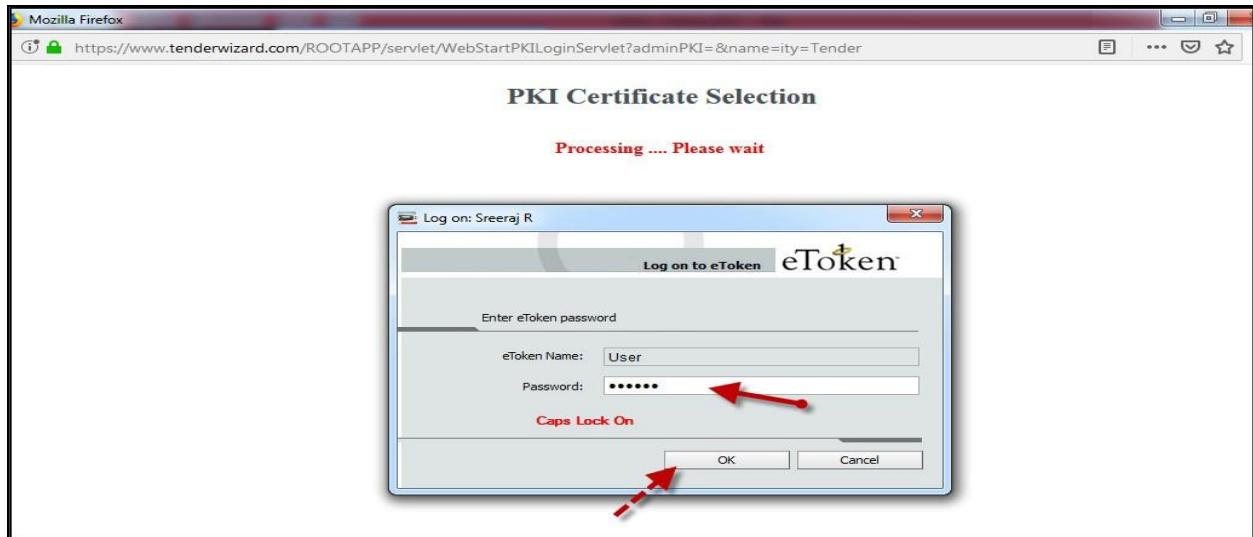 Mozilla Firefox
https://www.tenderwizard.com/ROOTAPP/servlet/WebStartPKILoginServlet?adminPKI=&name=ity=Tender
PKI Certificate Selection
Processing .... Please wait
Log on: Sreeraj R
Log on to eToken eToken
Enter eToken password
eToken Name: User
Password: ••••••
Caps Lock On
OK Cancel